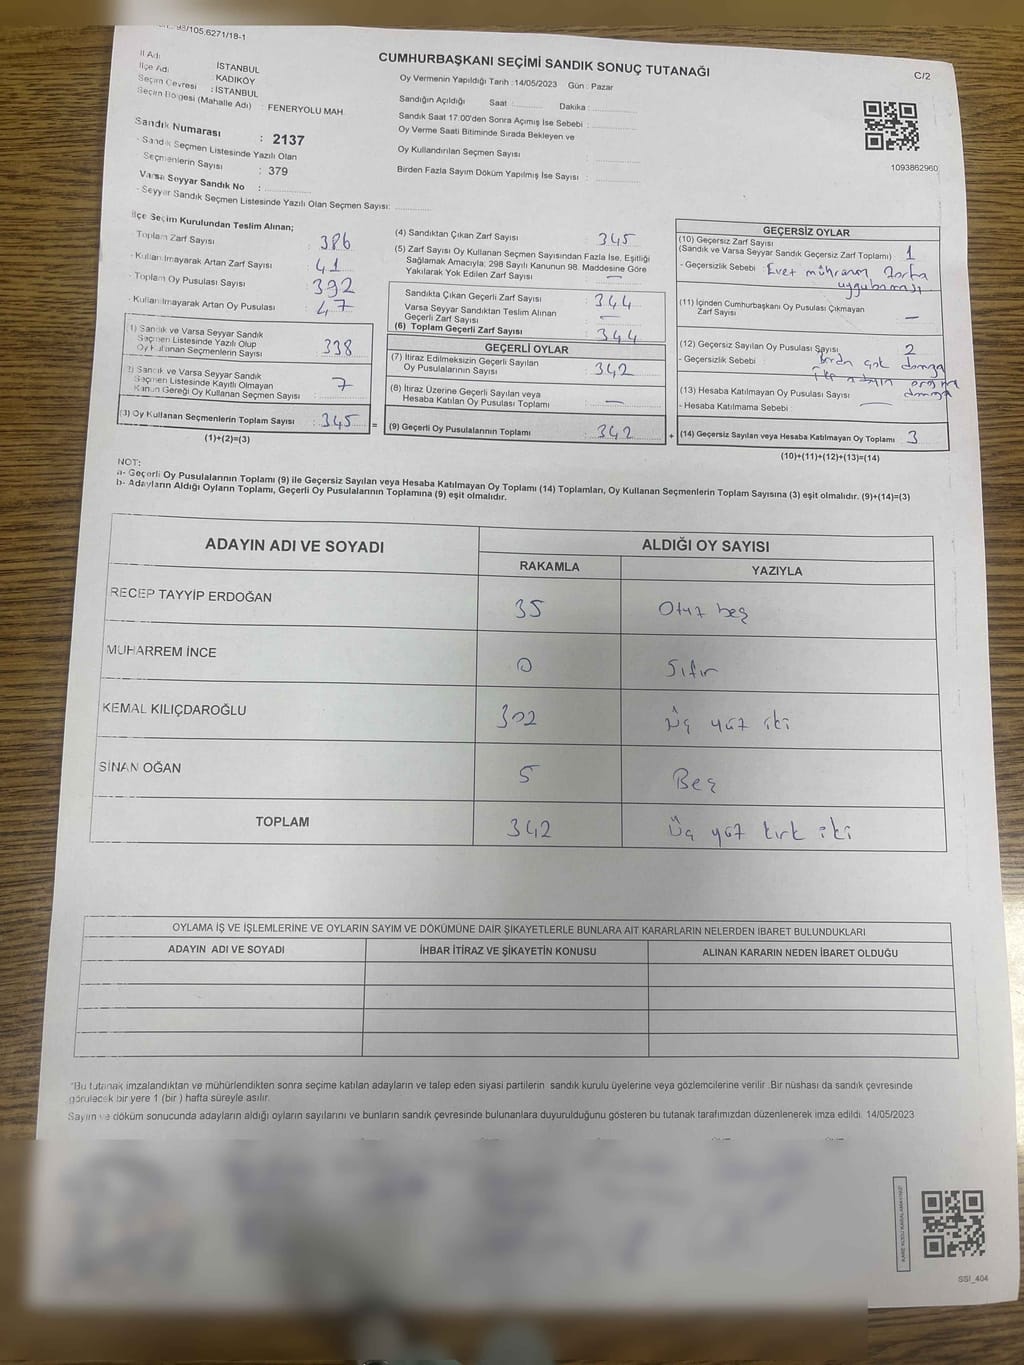 98/105.6271/18-1
CUMHURBAŞKANI SEÇİMİ SANDIK SONUÇ TUTANAĞI
C/2
İl Adı : İSTANBUL
İlçe Adı : KADIKÖY
Seçim Çevresi : İSTANBUL
Seçim Bölgesi (Mahalle Adı) : FENERYOLU MAH.
Sandık Numarası : 2137
- Sandık Seçmen Listesinde Yazılı Olan
Seçmenlerin Sayısı : 379
Varsa Seyyar Sandık No :
- Seyyar Sandık Seçmen Listesinde Yazılı Olan Seçmen Sayısı:
Oy Vermenin Yapıldığı Tarih :14/05/2023 Gün : Pazar
Sandığın Açıldığı Saat : Dakika :
Sandık Saat 17:00'den Sonra Açımış İse Sebebi :
Oy Verme Saati Bitiminde Sırada Bekleyen ve
Oy Kullandırılan Seçmen Sayısı :
Birden Fazla Sayım Döküm Yapılmış İse Sayısı :
1093862960
İlçe Seçim Kurulundan Teslim Alınan;
- Toplam Zarf Sayısı : 386
- Kullanılmayarak Artan Zarf Sayısı : 41
- Toplam Oy Pusulası Sayısı : 392
- Kullanılmayarak Artan Oy Pusulası : 47
(1) Sandık ve Varsa Seyyar Sandık
Seçmen Listesinde Yazılı Olup
Oy Kullanan Seçmenlerin Sayısı : 338
(2) Sandık ve Varsa Seyyar Sandık
Seçmen Listesinde Kayıtlı Olmayan
Kanun Gereği Oy Kullanan Seçmen Sayısı : 7
(3) Oy Kullanan Seçmenlerin Toplam Sayısı : 345 =
(1)+(2)=(3)
(4) Sandıktan Çıkan Zarf Sayısı : 345
(5) Zarf Sayısı Oy Kullanan Seçmen Sayısından Fazla İse, Eşitliği
Sağlamak Amacıyla; 298 Sayılı Kanunun 98. Maddesine Göre
Yakılarak Yok Edilen Zarf Sayısı : —
Sandıkta Çıkan Geçerli Zarf Sayısı : 344
Varsa Seyyar Sandıktan Teslim Alınan
Geçerli Zarf Sayısı : —
(6) Toplam Geçerli Zarf Sayısı : 344
GEÇERLİ OYLAR
(7) İtiraz Edilmeksizin Geçerli Sayılan
Oy Pusulalarının Sayısı : 342
(8) İtiraz Üzerine Geçerli Sayılan veya
Hesaba Katılan Oy Pusulası Toplamı : —
(9) Geçerli Oy Pusulalarının Toplamı : 342 +
GEÇERSİZ OYLAR
(10) Geçersiz Zarf Sayısı
(Sandık ve Varsa Seyyar Sandık Geçersiz Zarf Toplamı) : 1
- Geçersizlik Sebebi : Evet mührünün zarfa
uygulanması
(11) İçinden Cumhurbaşkanı Oy Pusulası Çıkmayan
Zarf Sayısı : —
(12) Geçersiz Sayılan Oy Pusulası Sayısı : 2
- Geçersizlik Sebebi : çok damga
damga
(13) Hesaba Katılmayan Oy Pusulası Sayısı : —
- Hesaba Katılmama Sebebi :
(14) Geçersiz Sayılan veya Hesaba Katılmayan Oy Toplamı : 3
(10)+(11)+(12)+(13)=(14)
NOT:
a- Geçerli Oy Pusulalarının Toplamı (9) ile Geçersiz Sayılan veya Hesaba Katılmayan Oy Toplamı (14) Toplamları, Oy Kullanan Seçmenlerin Toplam Sayısına (3) eşit olmalıdır. (9)+(14)=(3)
b- Adayların Aldığı Oyların Toplamı, Geçerli Oy Pusulalarının Toplamına (9) eşit olmalıdır.
ADAYIN ADI VE SOYADI ALDIĞI OY SAYISI
RAKAMLA YAZIYLA
RECEP TAYYİP ERDOĞAN 35 Otuz beş
MUHARREM İNCE 0 Sıfır
KEMAL KILIÇDAROĞLU 302 Üç yüz iki
SİNAN OĞAN 5 Beş
TOPLAM 342 Üç yüz kırk iki
OYLAMA İŞ VE İŞLEMLERİNE VE OYLARIN SAYIM VE DÖKÜMÜNE DAİR ŞİKAYETLERLE BUNLARA AİT KARARLARIN NELERDEN İBARET BULUNDUKLARI
ADAYIN ADI VE SOYADI İHBAR İTİRAZ VE ŞİKAYETİN KONUSU ALINAN KARARIN NEDEN İBARET OLDUĞU
*Bu tutanak imzalandıktan ve mühürlendikten sonra seçime katılan adayların ve talep eden siyasi partilerin sandık kurulu üyelerine veya gözlemcilerine verilir. Bir nüshası da sandık çevresinde
görülecek bir yere 1 (bir ) hafta süreyle asılır.
Sayım ve döküm sonucunda adayların aldığı oyların sayılarını ve bunların sandık çevresinde bulunanlara duyurulduğunu gösteren bu tutanak tarafımızdan düzenlenerek imza edildi. 14/05/2023
KARE KODU KARALAMAYINIZ!
SSİ_404